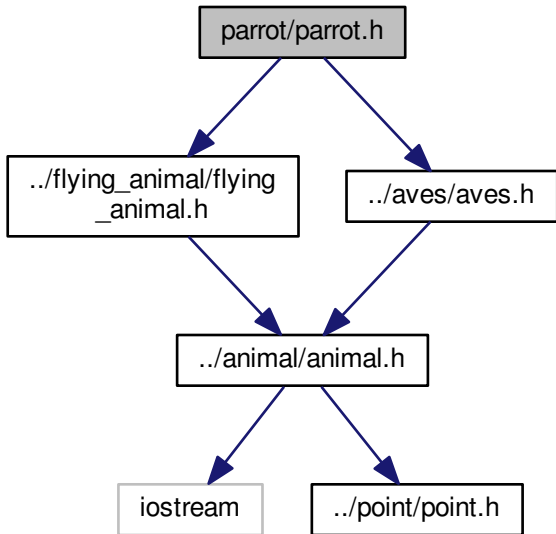 parrot/parrot.h
../flying_animal/flying
_animal.h
../aves/aves.h
../animal/animal.h
iostream
../point/point.h